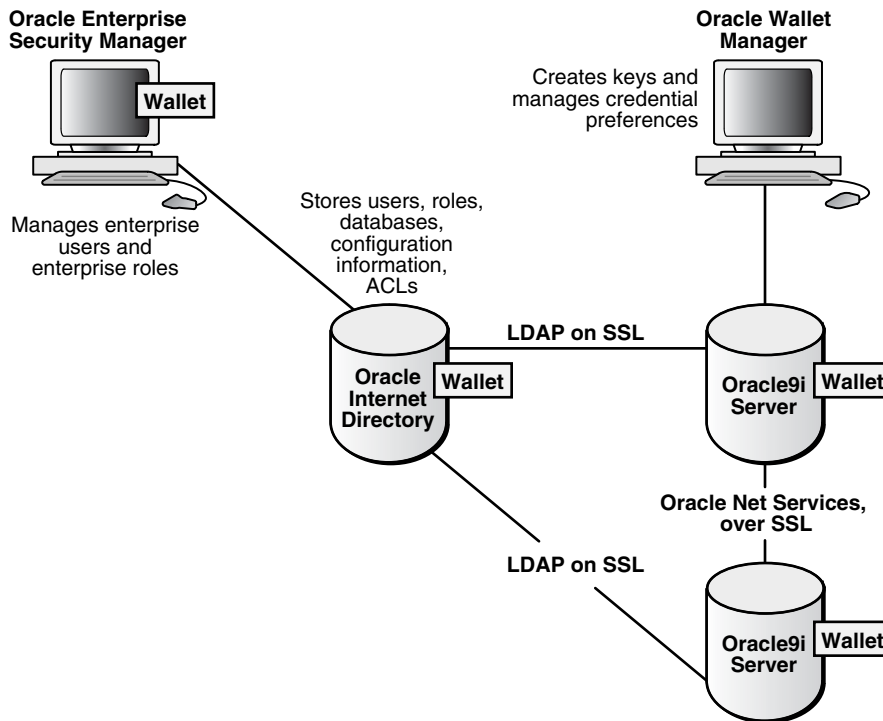 Oracle Enterprise
Security Manager
Wallet
Manages enterprise
users and
enterprise roles
Oracle Wallet
Manager
Creates keys and
manages credential
preferences
Stores users, roles,
databases,
configuration
information,
ACLs
Oracle
Internet
Directory
Wallet
LDAP on SSL
Oracle9i
Server
Wallet
Oracle Net Services,
over SSL
LDAP on SSL
Oracle9i
Server
Wallet